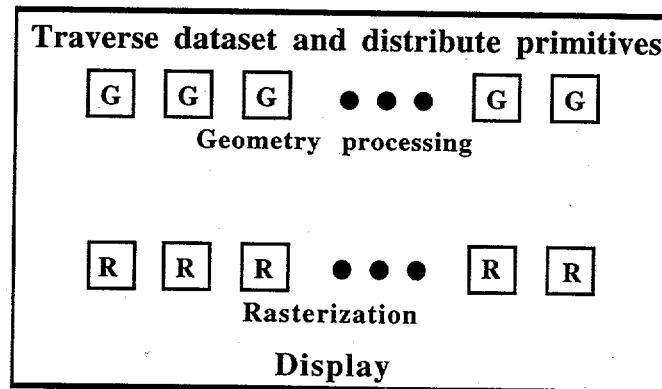 Traverse dataset and distribute primitives
G G G G G
Geometry processing
R R R R R
Rasterization
Display